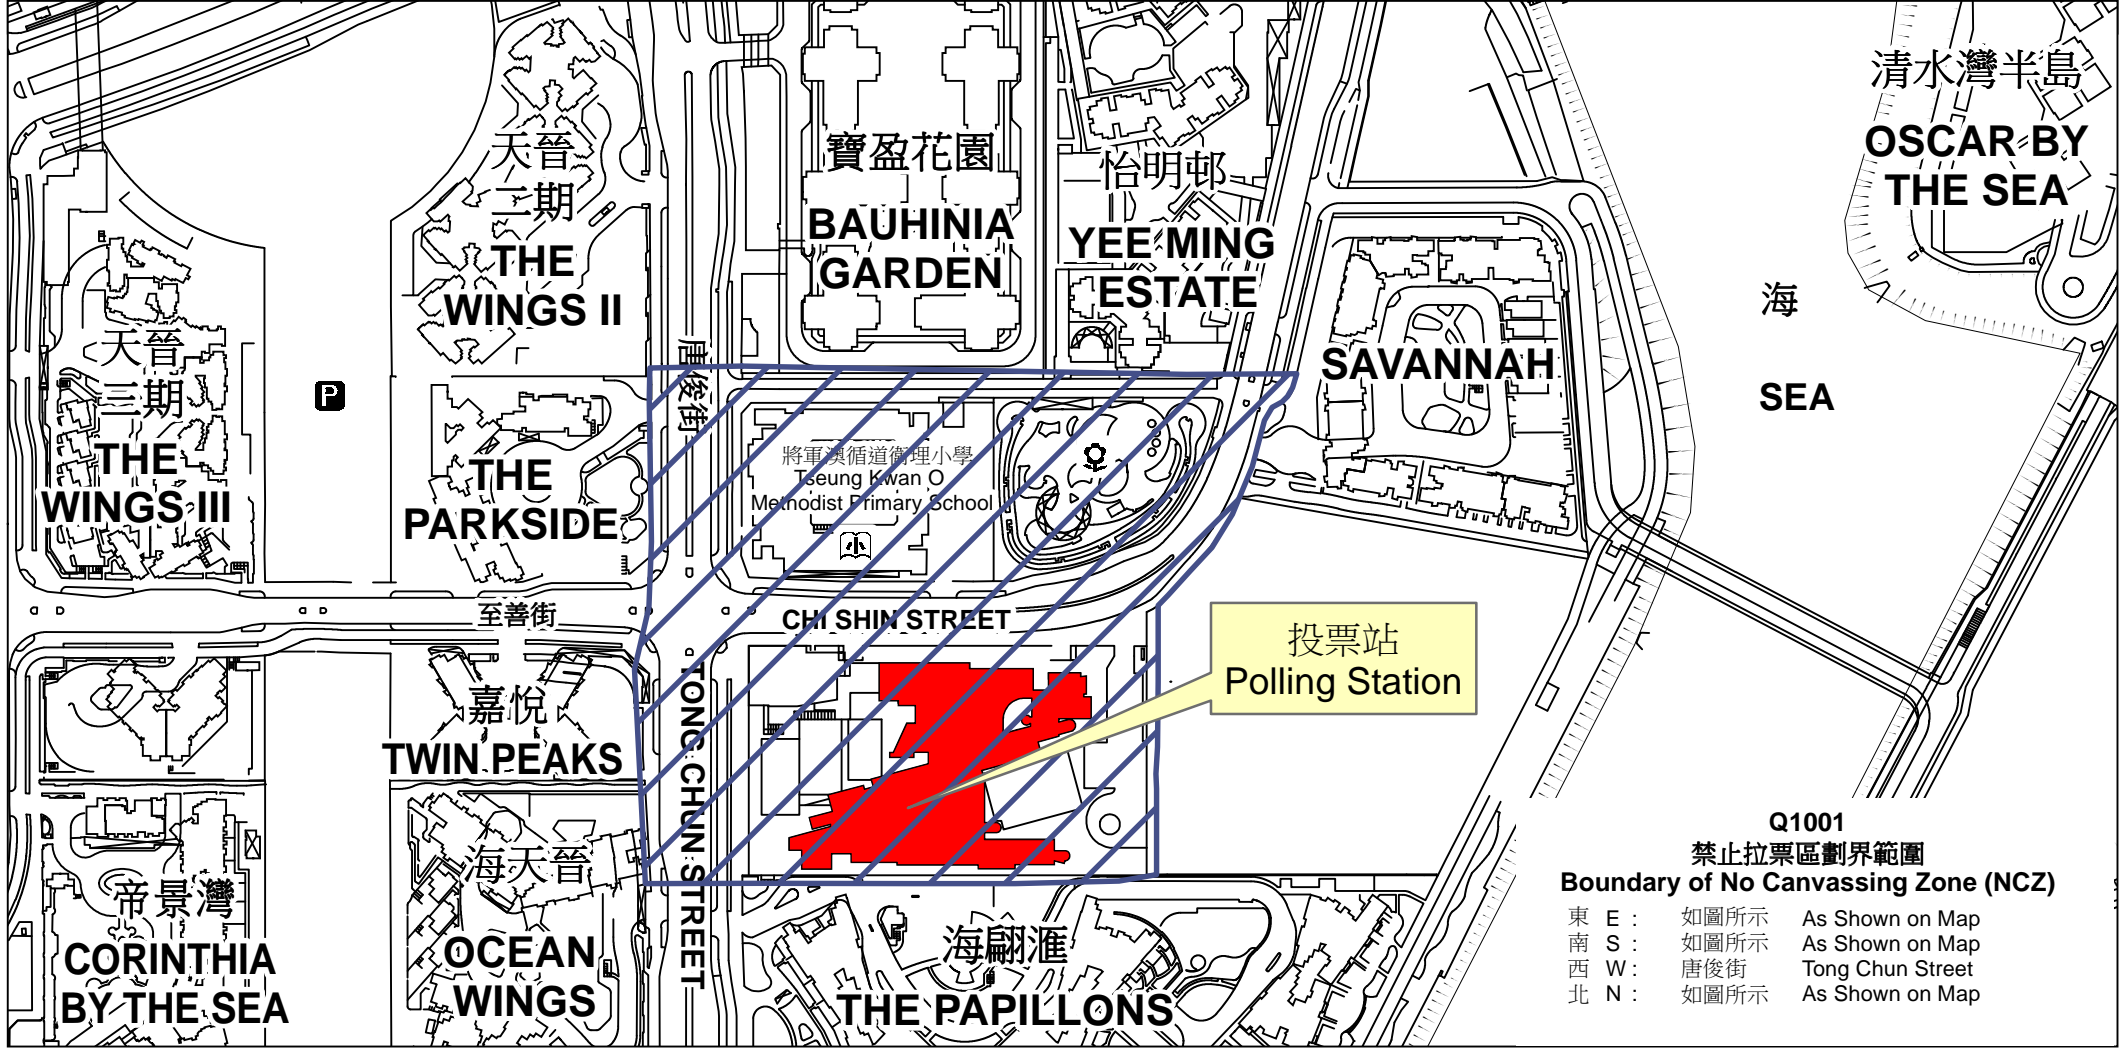 天晉
二期
THE
WINGS II
寶盈花園
BAUHINIA
GARDEN
怡明邨
YEE MING
ESTATE
清水灣半島
OSCAR BY
THE SEA
天晉
三期
THE
WINGS III
P
THE
PARKSIDE
唐俊街
SAVANNAH
海
SEA
將軍澳循道衞理小學
Tseung Kwan O
Methodist Primary School
小
至善街
CHI SHIN STREET
投票站
Polling Station
嘉悅
TWIN PEAKS
TONG CHUN STREET
帝景灣
CORINTHIA
BY THE SEA
海天晉
OCEAN
WINGS
海翩滙
THE PAPILLONS
Q1001
禁止拉票區劃界範圍
Boundary of No Canvassing Zone (NCZ)
東 E : 如圖所示 As Shown on Map
南 S : 如圖所示 As Shown on Map
西 W : 唐俊街 Tong Chun Street
北 N : 如圖所示 As Shown on Map